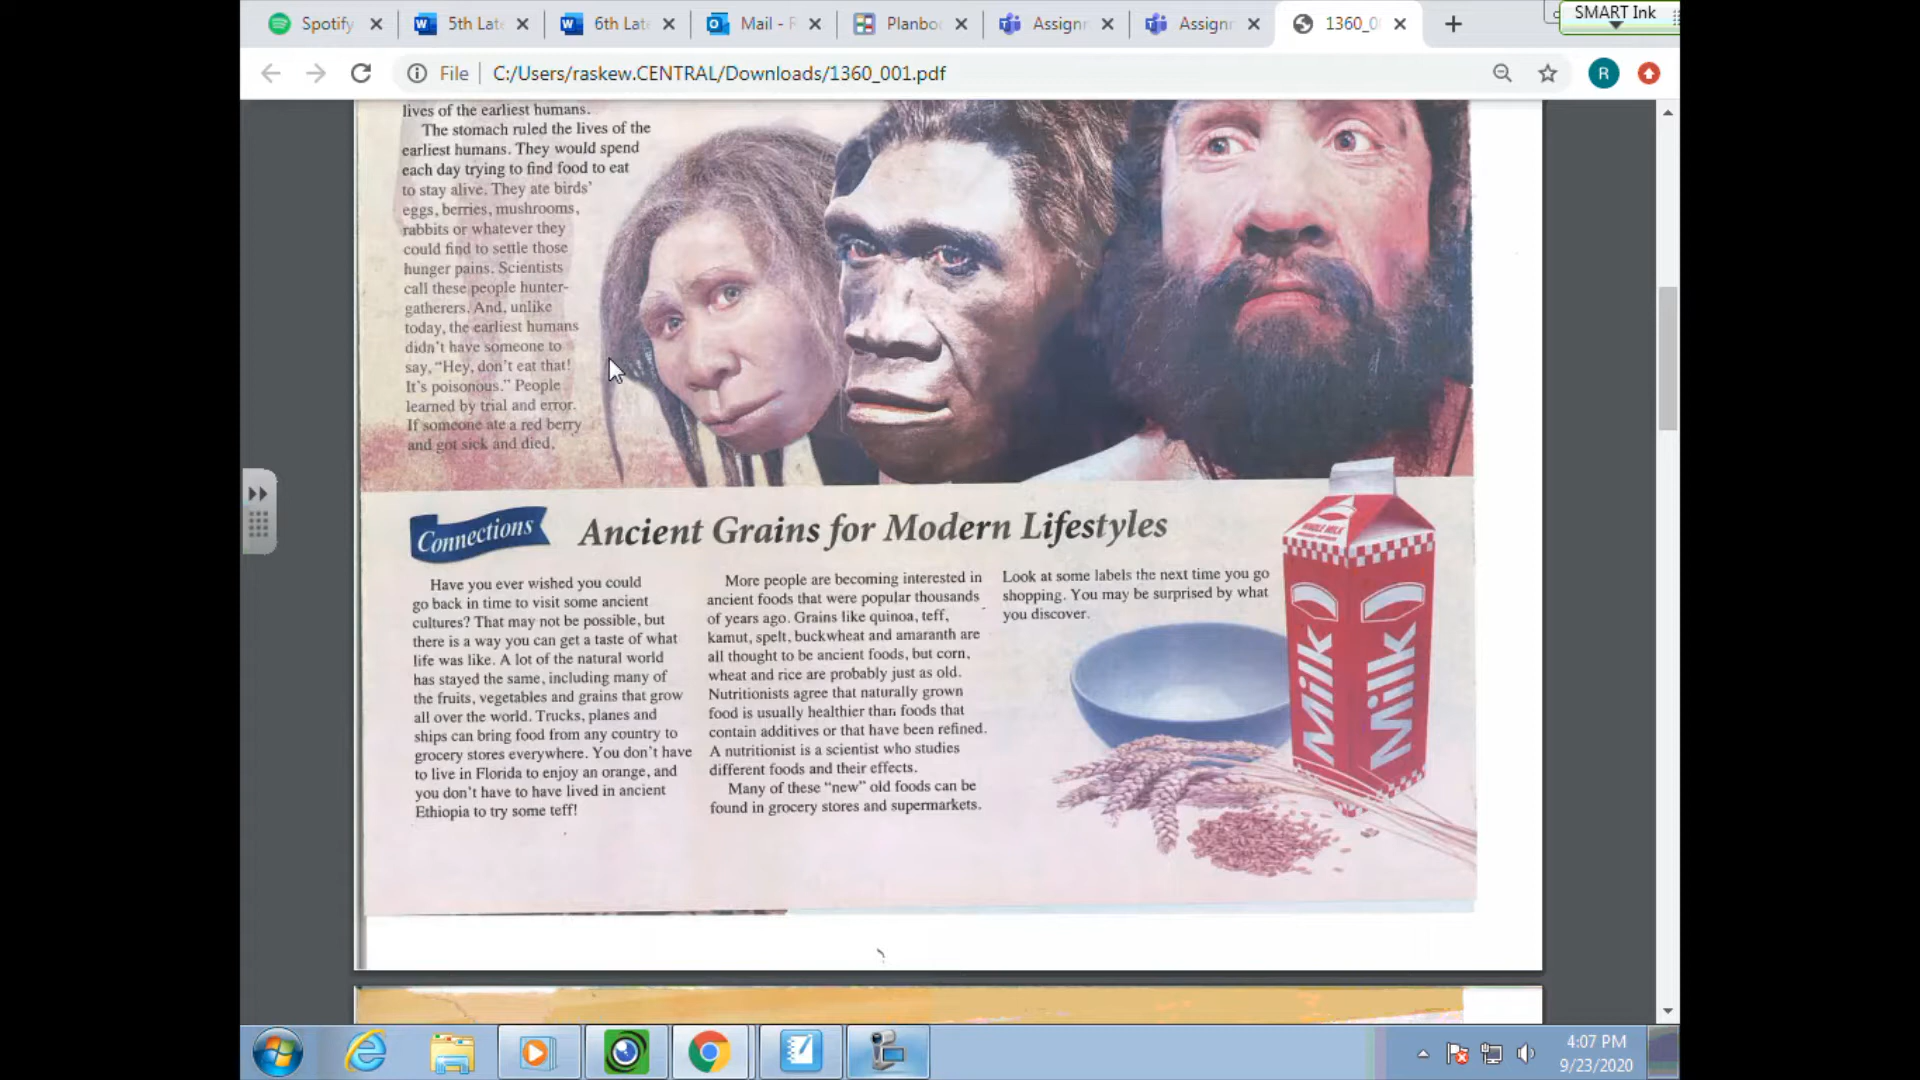 Spotify
5th Late
6th Late
Mail - R
Planboo
Assignr
Assignr
1360_0
SMART Ink
File
C:/Users/raskew.CENTRAL/Downloads/1360_001.pdf
R
lives of the earliest humans.
The stomach ruled the lives of the
earliest humans. They would spend
each day trying to find food to eat
to stay alive. They ate birds'
eggs, berries, mushrooms,
rabbits or whatever they
could find to settle those
hunger pains. Scientists
call these people hunter-
gatherers. And, unlike
today, the earliest humans
didn't have someone to
say, "Hey, don't eat that!
It's poisonous." People
learned by trial and error.
If someone ate a red berry
and got sick and died,
Connections
Ancient Grains for Modern Lifestyles
Have you ever wished you could
go back in time to visit some ancient
cultures? That may not be possible, but
there is a way you can get a taste of what
life was like. A lot of the natural world
has stayed the same, including many of
the fruits, vegetables and grains that grow
all over the world. Trucks, planes and
ships can bring food from any country to
grocery stores everywhere. You don't have
to live in Florida to enjoy an orange, and
you don't have to have lived in ancient
Ethiopia to try some teff!
More people are becoming interested in
ancient foods that were popular thousands
of years ago. Grains like quinoa, teff,
kamut, spelt, buckwheat and amaranth are
all thought to be ancient foods, but corn,
wheat and rice are probably just as old.
Nutritionists agree that naturally grown
food is usually healthier than foods that
contain additives or that have been refined.
A nutritionist is a scientist who studies
different foods and their effects.
Many of these "new" old foods can be
found in grocery stores and supermarkets.
Look at some labels the next time you go
shopping. You may be surprised by what
you discover.
WHOLE MILK
Milk
Milk
4:07 PM
9/23/2020